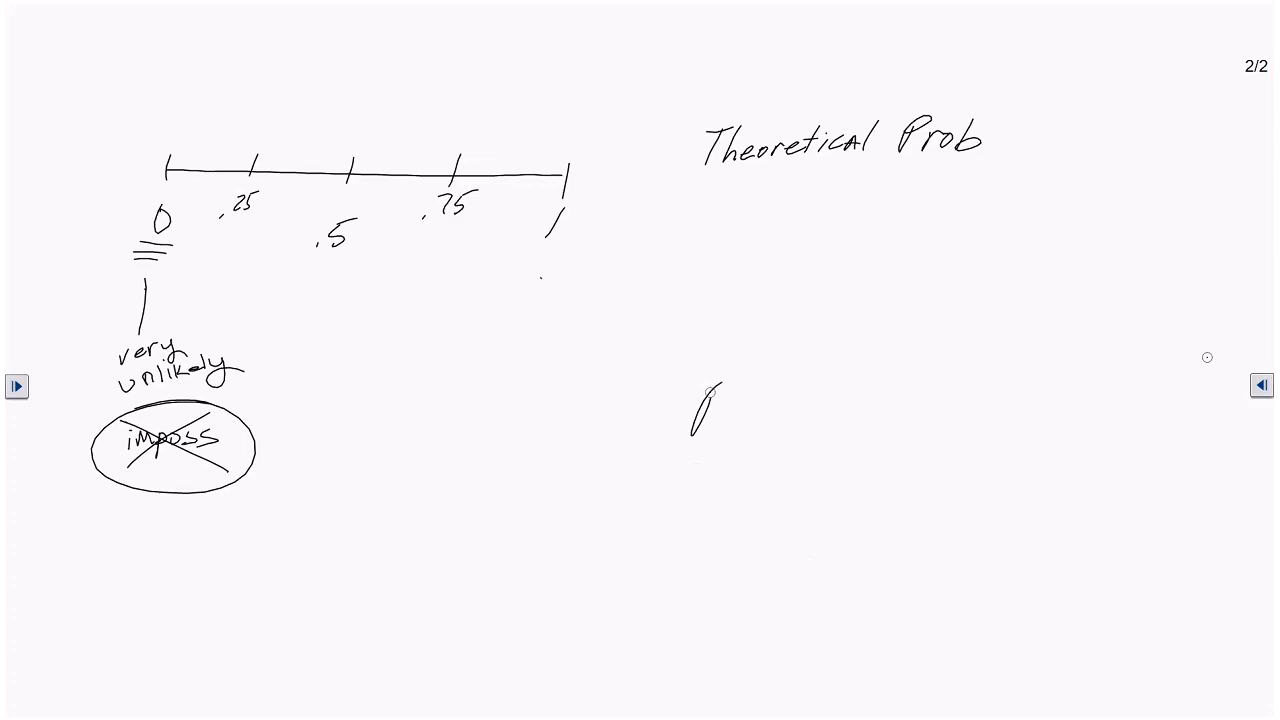 2/2
Theoretical Prob
0 .25 .5 .75 1
very
unlikely
imposs